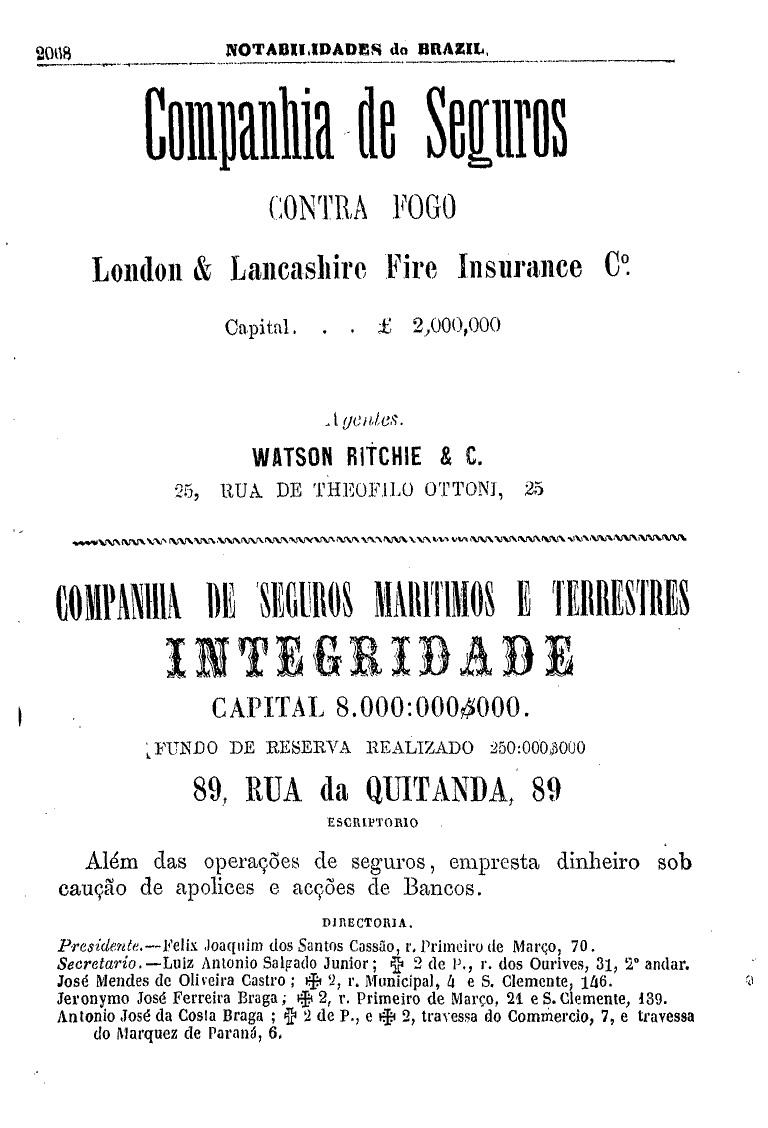 2008 NOTABILIDADES do BRAZIL.
Companhia de Seguros
CONTRA FOGO
London & Lancashire Fire Insurance Cº.
Capital. . . £ 2,000,000
Agentes.
WATSON RITCHIE & C.
25, RUA DE THEOFILO OTTONI, 25
COMPANHIA DE SEGUROS MARITIMOS E TERRESTRES
INTEGRIDADE
CAPITAL 8.000:000$000.
FUNDO DE RESERVA REALIZADO 250:000$000
89, RUA da QUITANDA, 89
ESCRIPTORIO
Além das operações de seguros, empresta dinheiro sob
caução de apolices e acções de Bancos.
DIRECTORIA.
Presidente.—Felix Joaquim dos Santos Cassão, r. Primeiro de Março, 70.
Secretario.—Luiz Antonio Salgado Junior; ✠ 2 de P., r. dos Ourives, 31, 2º andar.
José Mendes de Oliveira Castro; ✠ 2, r. Municipal, 4 e S. Clemente, 146.
Jeronymo José Ferreira Braga; ✠ 2, r. Primeiro de Março, 21 e S. Clemente, 139.
Antonio José da Costa Braga; ✠ 2 de P., e ✠ 2, travessa do Commercio, 7, e travessa
do Marquez de Paraná, 6.